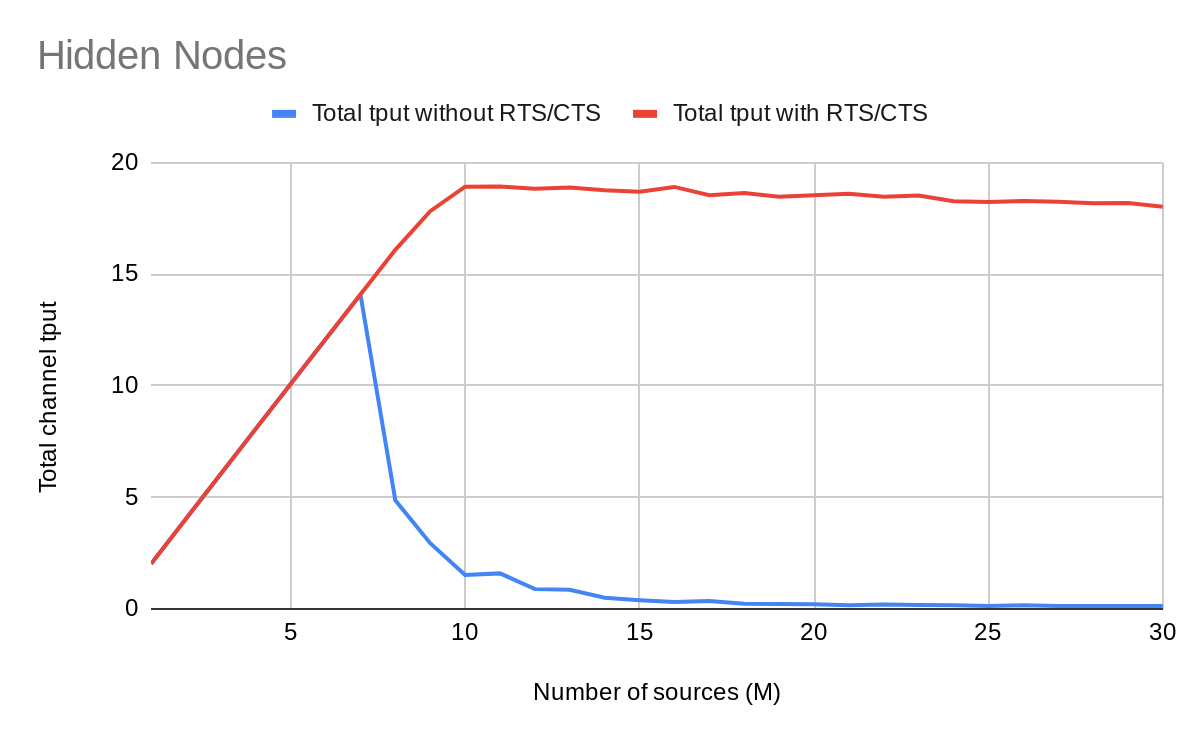 Hidden Nodes
Total tput without RTS/CTS Total tput with RTS/CTS
20
15
10
5
0
Total channel tput
5 10 15 20 25 30
Number of sources (M)